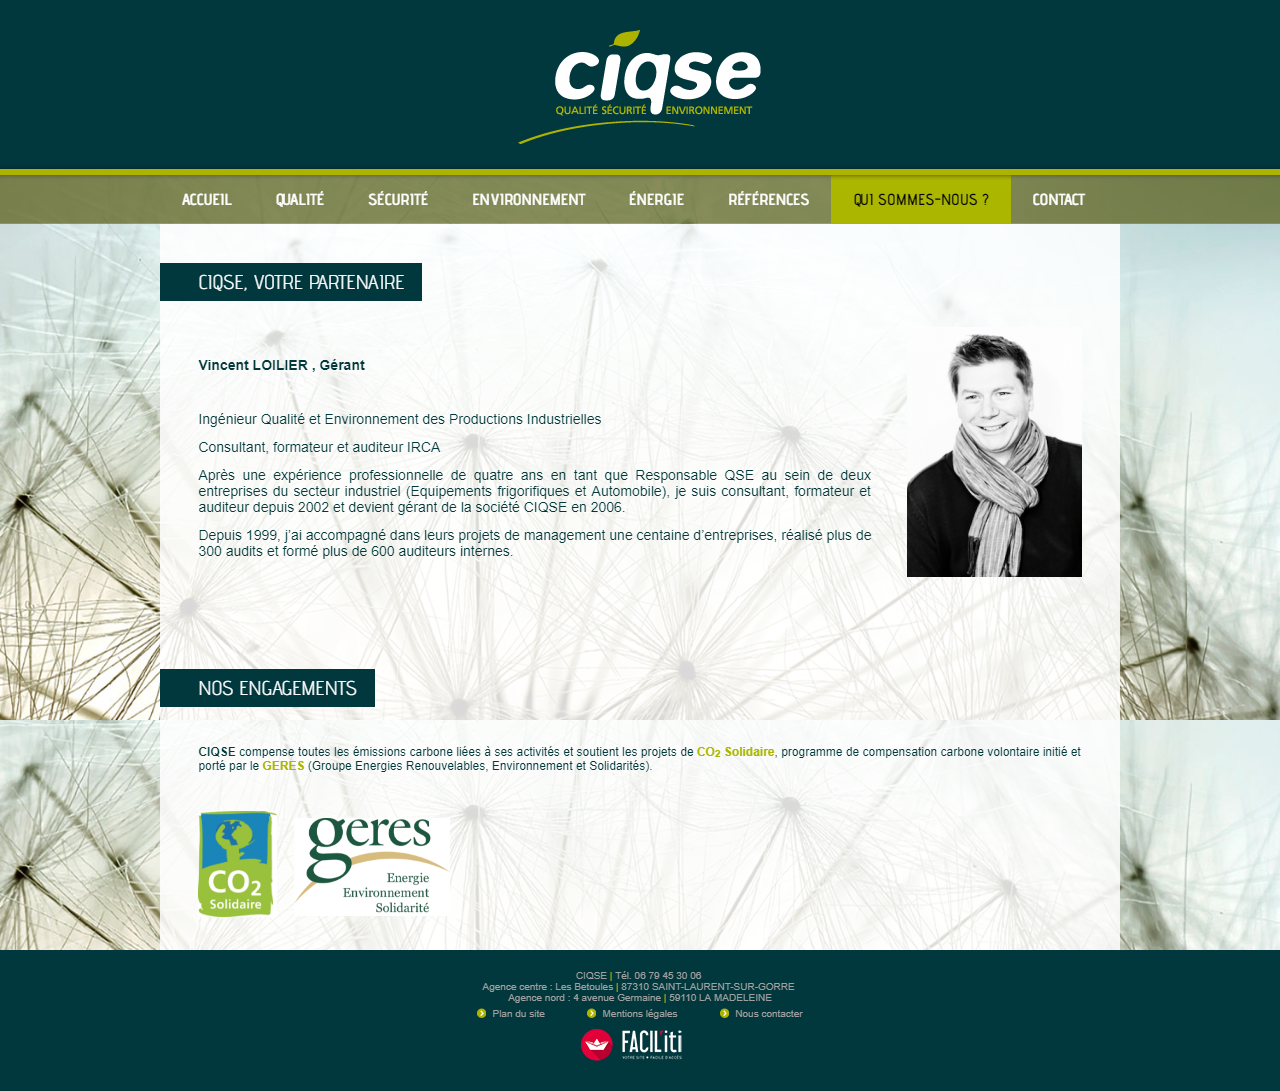 ciqse
QUALITÉ SÉCURITÉ ENVIRONNEMENT
ACCUEIL QUALITÉ SÉCURITÉ ENVIRONNEMENT ÉNERGIE RÉFÉRENCES QUI SOMMES-NOUS ? CONTACT
CIQSE, VOTRE PARTENAIRE
Vincent LOILIER , Gérant
Ingénieur Qualité et Environnement des Productions Industrielles
Consultant, formateur et auditeur IRCA
Après une expérience professionnelle de quatre ans en tant que Responsable QSE au sein de deux
entreprises du secteur industriel (Equipements frigorifiques et Automobile), je suis consultant, formateur et
auditeur depuis 2002 et devient gérant de la société CIQSE en 2006.
Depuis 1999, j'ai accompagné dans leurs projets de management une centaine d'entreprises, réalisé plus de
300 audits et formé plus de 600 auditeurs internes.
NOS ENGAGEMENTS
CIQSE compense toutes les émissions carbone liées à ses activités et soutient les projets de CO2 Solidaire, programme de compensation carbone volontaire initié et
porté par le GERES (Groupe Energies Renouvelables, Environnement et Solidarités).
CO2
Solidaire
geres
Energie
Environnement
Solidarité
CIQSE | Tél. 06 79 45 30 06
Agence centre : Les Betoules | 87310 SAINT-LAURENT-SUR-GORRE
Agence nord : 4 avenue Germaine | 59110 LA MADELEINE
Plan du site Mentions légales Nous contacter
FACIL'iti
VOTRE SITE + FACILE D'ACCÈS